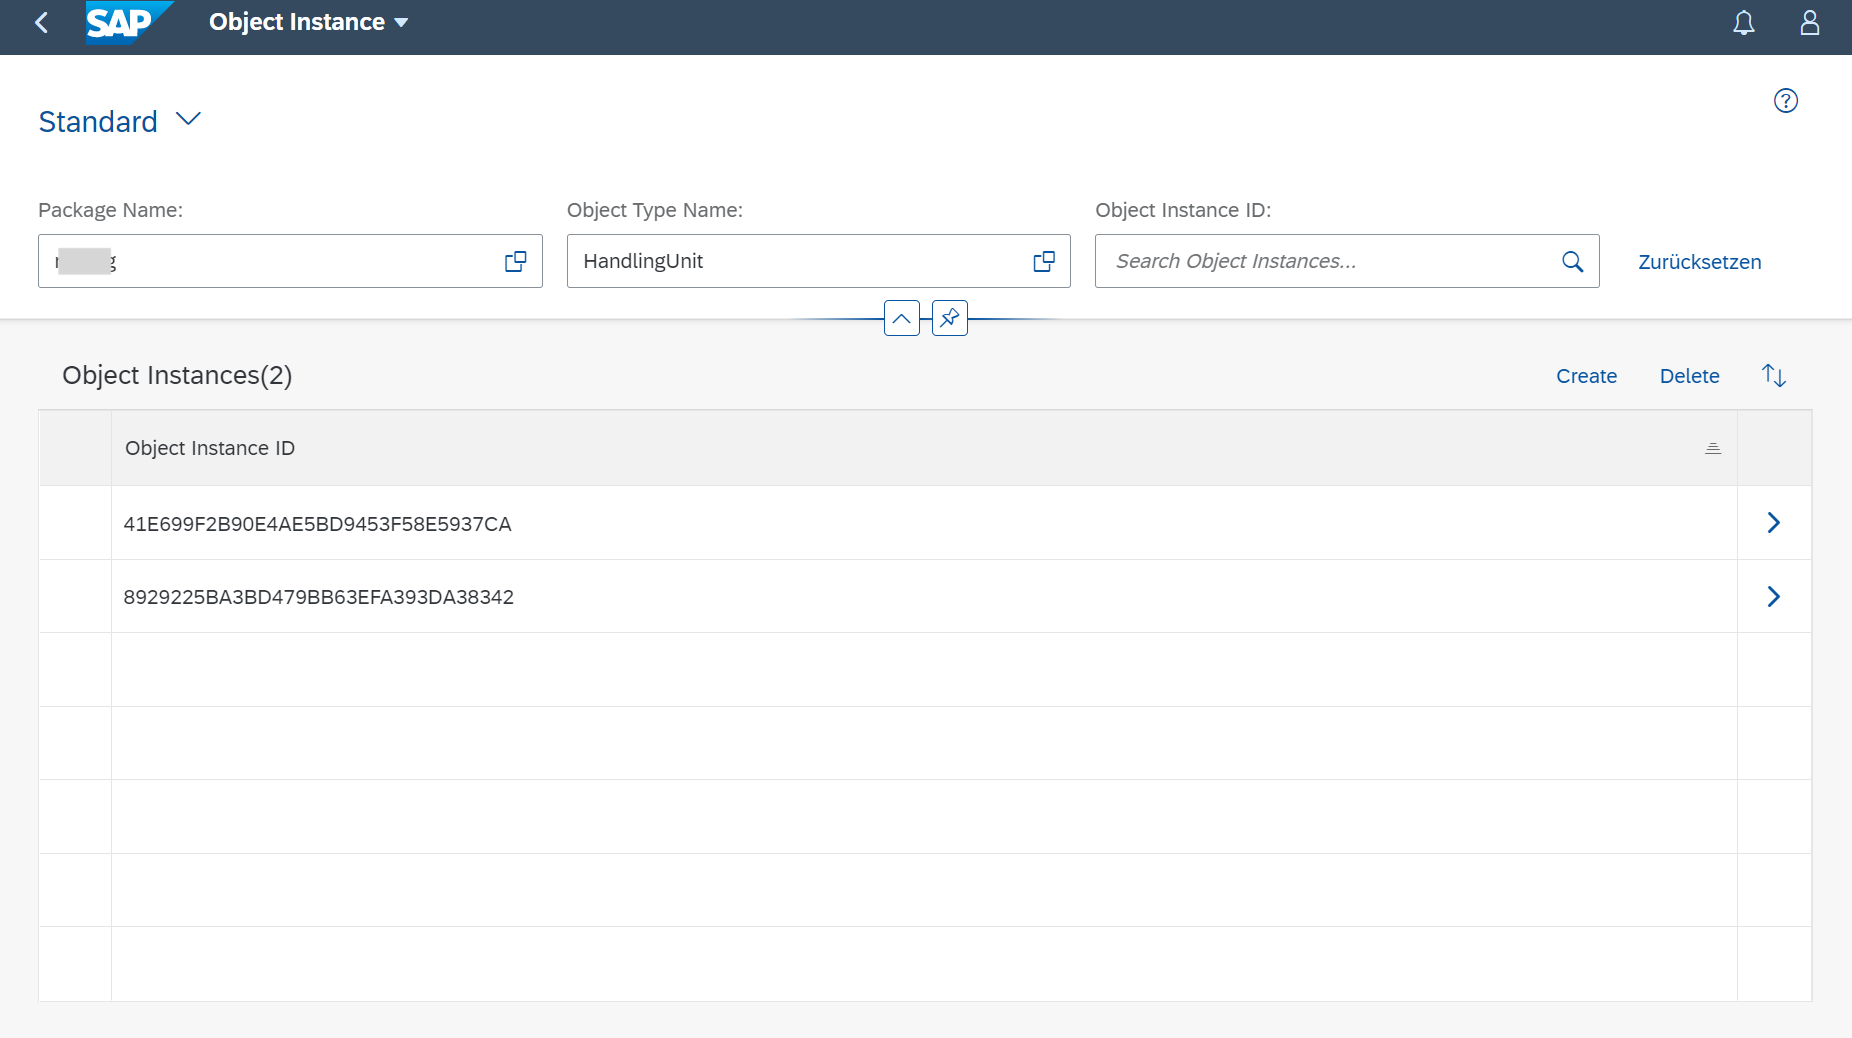 SAP Object Instance
Standard
Package Name: Object Type Name: Object Instance ID:
HandlingUnit Search Object Instances... Zurücksetzen
Object Instances(2) Create Delete
Object Instance ID
41E699F2B90E4AE5BD9453F58E5937CA
8929225BA3BD479BB63EFA393DA38342